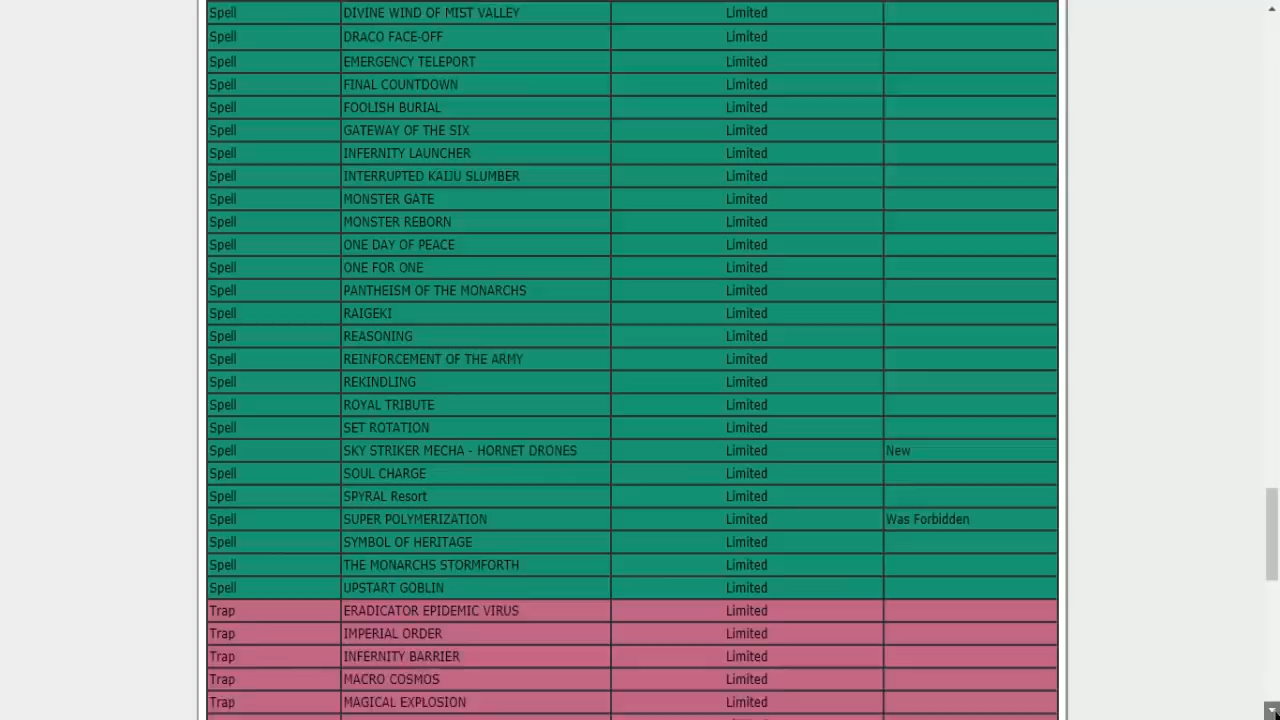 Spell DIVINE WIND OF MIST VALLEY Limited
Spell DRACO FACE-OFF Limited
Spell EMERGENCY TELEPORT Limited
Spell FINAL COUNTDOWN Limited
Spell FOOLISH BURIAL Limited
Spell GATEWAY OF THE SIX Limited
Spell INFERNITY LAUNCHER Limited
Spell INTERRUPTED KAIJU SLUMBER Limited
Spell MONSTER GATE Limited
Spell MONSTER REBORN Limited
Spell ONE DAY OF PEACE Limited
Spell ONE FOR ONE Limited
Spell PANTHEISM OF THE MONARCHS Limited
Spell RAIGEKI Limited
Spell REASONING Limited
Spell REINFORCEMENT OF THE ARMY Limited
Spell REKINDLING Limited
Spell ROYAL TRIBUTE Limited
Spell SET ROTATION Limited
Spell SKY STRIKER MECHA - HORNET DRONES Limited New
Spell SOUL CHARGE Limited
Spell SPYRAL Resort Limited
Spell SUPER POLYMERIZATION Limited Was Forbidden
Spell SYMBOL OF HERITAGE Limited
Spell THE MONARCHS STORMFORTH Limited
Spell UPSTART GOBLIN Limited
Trap ERADICATOR EPIDEMIC VIRUS Limited
Trap IMPERIAL ORDER Limited
Trap INFERNITY BARRIER Limited
Trap MACRO COSMOS Limited
Trap MAGICAL EXPLOSION Limited